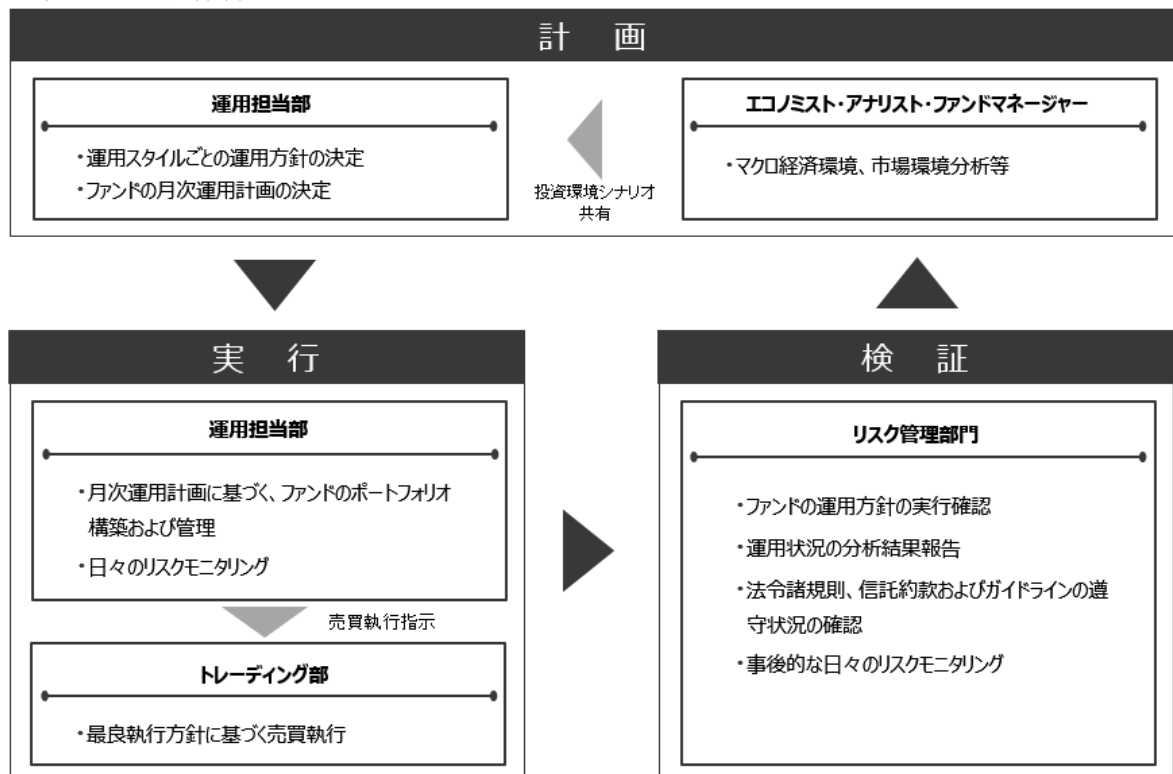 計 画
運用担当部
・運用スタイルごとの運用方針の決定
・ファンドの月次運用計画の決定
投資環境シナリオ
共有
エコノミスト・アナリスト・ファンドマネージャー
・マクロ経済環境、市場環境分析等
実 行
運用担当部
・月次運用計画に基づく、ファンドのポートフォリオ
構築および管理
・日々のリスクモニタリング
売買執行指示
トレーディング部
・最良執行方針に基づく売買執行
検 証
リスク管理部門
・ファンドの運用方針の実行確認
・運用状況の分析結果報告
・法令諸規則、信託約款およびガイドラインの遵
守状況の確認
・事後的な日々のリスクモニタリング